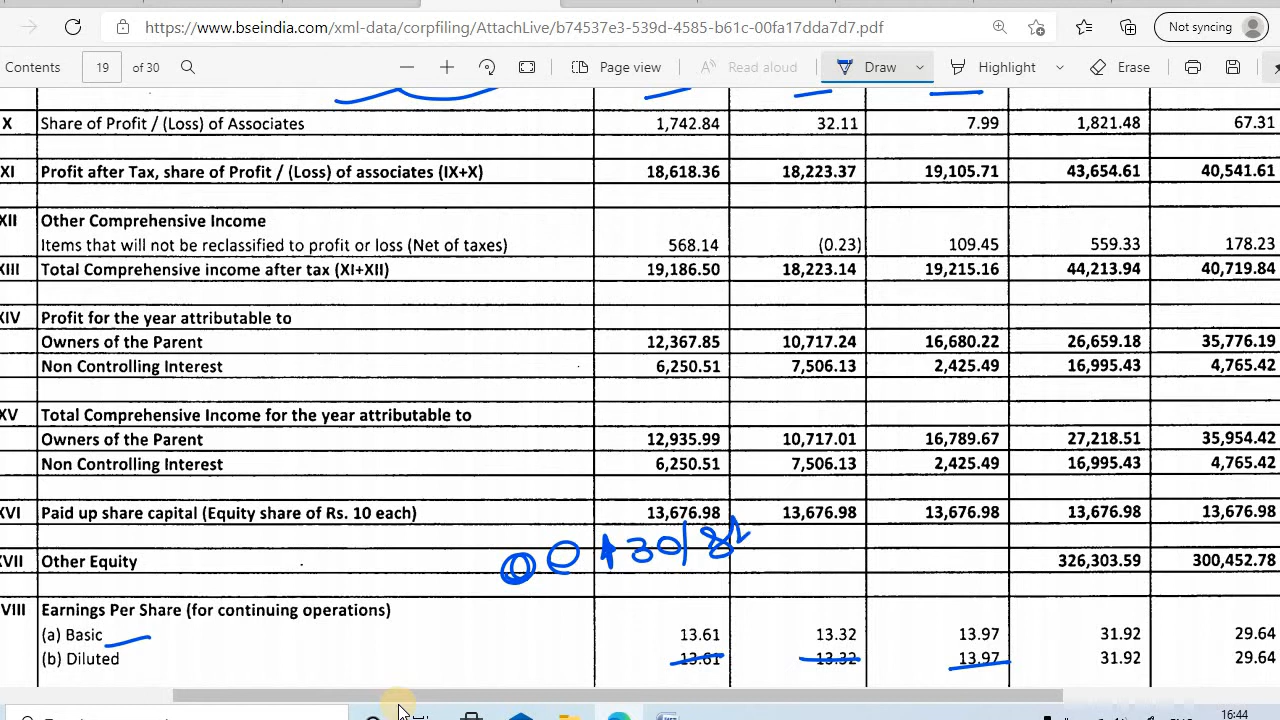 https://www.bseindia.com/xml-data/corpfiling/AttachLive/b74537e3-539d-4585-b61c-00fa17dda7d7.pdf Not syncing
Contents 19 of 30 Page view Read aloud Draw Highlight Erase
X Share of Profit / (Loss) of Associates 1,742.84 32.11 7.99 1,821.48 67.31
XI Profit after Tax, share of Profit / (Loss) of associates (IX+X) 18,618.36 18,223.37 19,105.71 43,654.61 40,541.61
XII Other Comprehensive Income
Items that will not be reclassified to profit or loss (Net of taxes) 568.14 (0.23) 109.45 559.33 178.23
XIII Total Comprehensive income after tax (XI+XII) 19,186.50 18,223.14 19,215.16 44,213.94 40,719.84
XIV Profit for the year attributable to
Owners of the Parent 12,367.85 10,717.24 16,680.22 26,659.18 35,776.19
Non Controlling Interest 6,250.51 7,506.13 2,425.49 16,995.43 4,765.42
XV Total Comprehensive Income for the year attributable to
Owners of the Parent 12,935.99 10,717.01 16,789.67 27,218.51 35,954.42
Non Controlling Interest 6,250.51 7,506.13 2,425.49 16,995.43 4,765.42
XVI Paid up share capital (Equity share of Rs. 10 each) 13,676.98 13,676.98 13,676.98 13,676.98 13,676.98
XVII Other Equity 326,303.59 300,452.78
VIII Earnings Per Share (for continuing operations)
(a) Basic 13.61 13.32 13.97 31.92 29.64
(b) Diluted 13.61 13.32 13.97 31.92 29.64
16:44